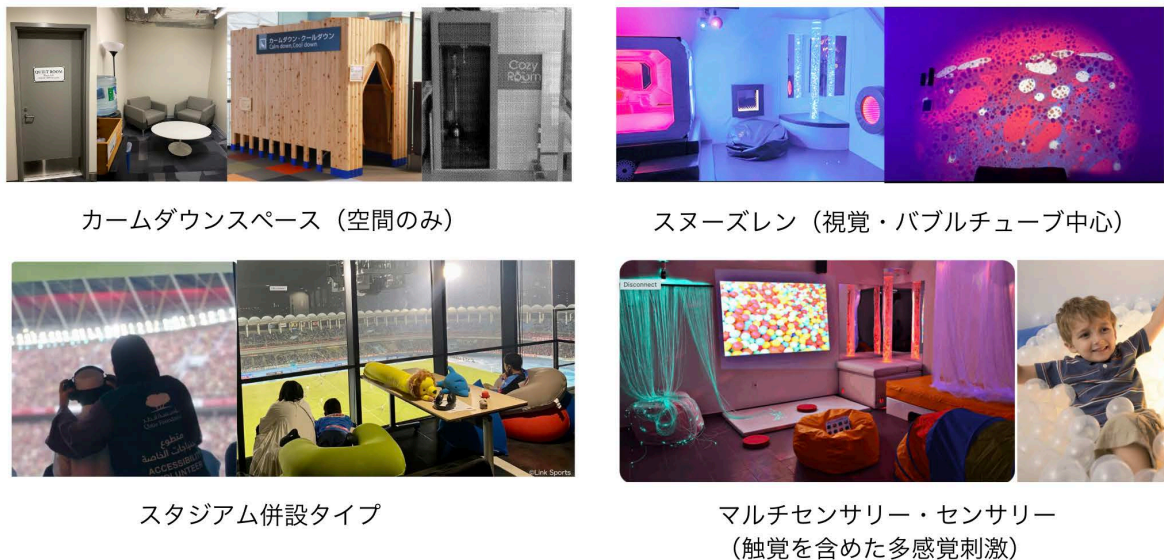 QUIET ROOM
カームダウン・クールダウン
Calm down, Cool down
Cozy
Room
カームダウンスペース（空間のみ）
スヌーズレン（視覚・バブルチューブ中心）
متطوع
ACCESSIBILITY
VOLUNTEER
©Link Sports
スタジアム併設タイプ
Disconnect
マルチセンサリー・センサリー
（触覚を含めた多感覚刺激）